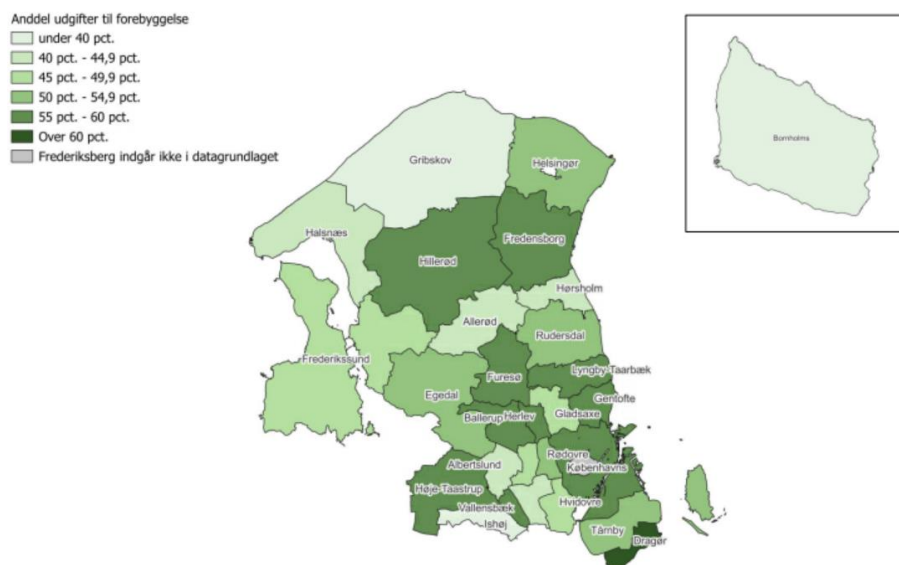 Anddel udgifter til forebyggelse
under 40 pct.
40 pct. - 44,9 pct.
45 pct. - 49,9 pct.
50 pct. - 54,9 pct.
55 pct. - 60 pct.
Over 60 pct.
Frederiksberg indgår ikke i datagrundlaget
Bornholms
Gribskov
Helsingør
Halsnæs
Fredensborg
Hillerød
Hørsholm
Allerød
Rudersdal
Frederikssund
Lyngby-Taarbæk
Furesø
Egedal
Gentofte
Ballerup
Herlev
Gladsaxe
Rødovre
Albertslund
Københavns
Høje-Taastrup
Hvidovre
Vallensbæk
Ishøj
Tårnby
Dragør